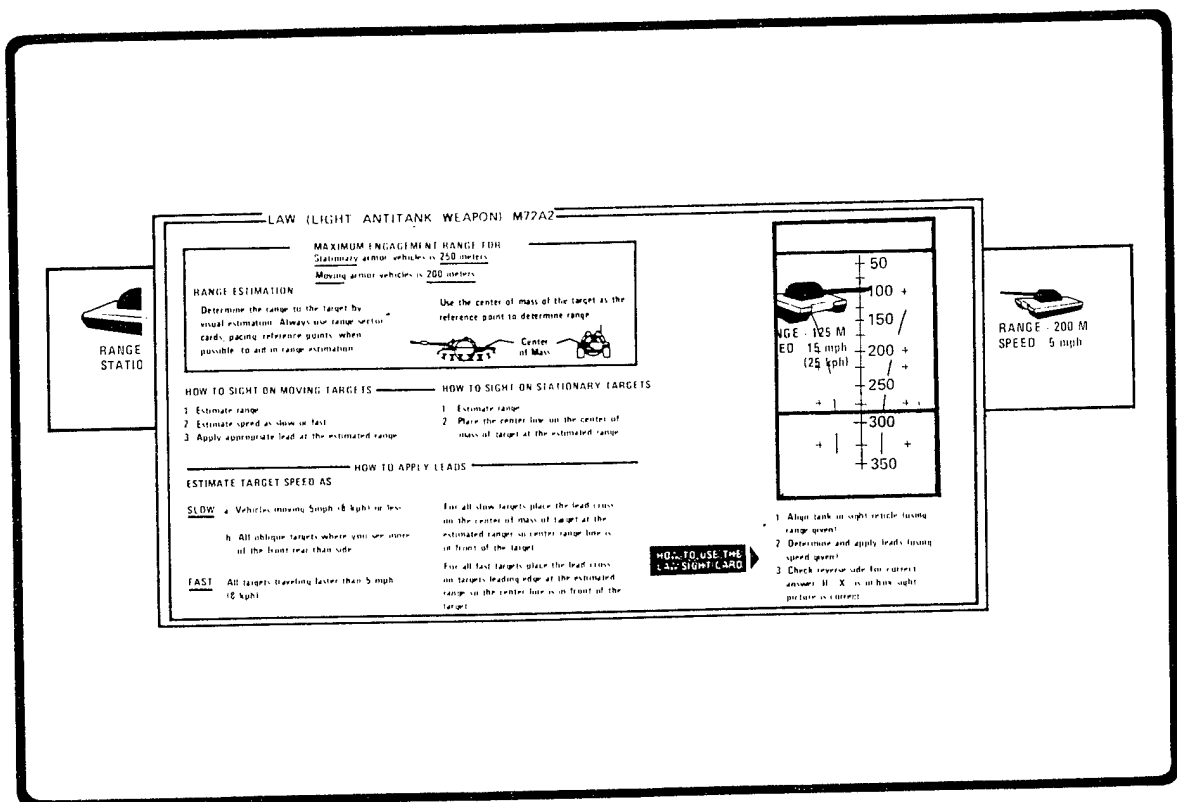 LAW (LIGHT ANTITANK WEAPON) M72A2
MAXIMUM ENGAGEMENT RANGE FOR
Stationary armor vehicles is 250 meters
Moving armor vehicles is 200 meters
RANGE ESTIMATION
Determine the range to the target by
visual estimation. Always use range sector
cards, pacing, reference points, when
possible, to aid in range estimation
Use the center of mass of the target as the
reference point to determine range
Center
of Mass
HOW TO SIGHT ON MOVING TARGETS
1 Estimate range
2 Estimate speed as slow or fast
3 Apply appropriate lead at the estimated range
HOW TO SIGHT ON STATIONARY TARGETS
1 Estimate range
2 Place the center line on the center of
mass of target at the estimated range
HOW TO APPLY LEADS
ESTIMATE TARGET SPEED AS
SLOW a Vehicles moving 5mph (8 kph) or less
b All oblique targets where you see more
of the front rear than side
FAST All targets traveling faster than 5 mph
(8 kph)
For all slow targets place the lead cross
on the center of mass of target at the
estimated range so center range line is
in front of the target
For all fast targets place the lead cross
on targets leading edge at the estimated
range so the center line is in front of the
target
HOW TO USE THE
LAW SIGHT CARD
1 Align tank in sight reticle (using
range given)
2 Determine and apply leads (using
speed given)
3 Check reverse side for correct
answer If X is in box sight
picture is correct
50
100
150
200
250
300
350
NGE - 125 M
ED 15 mph
(25 kph)
RANGE
STATIO
RANGE - 200 M
SPEED 5 mph